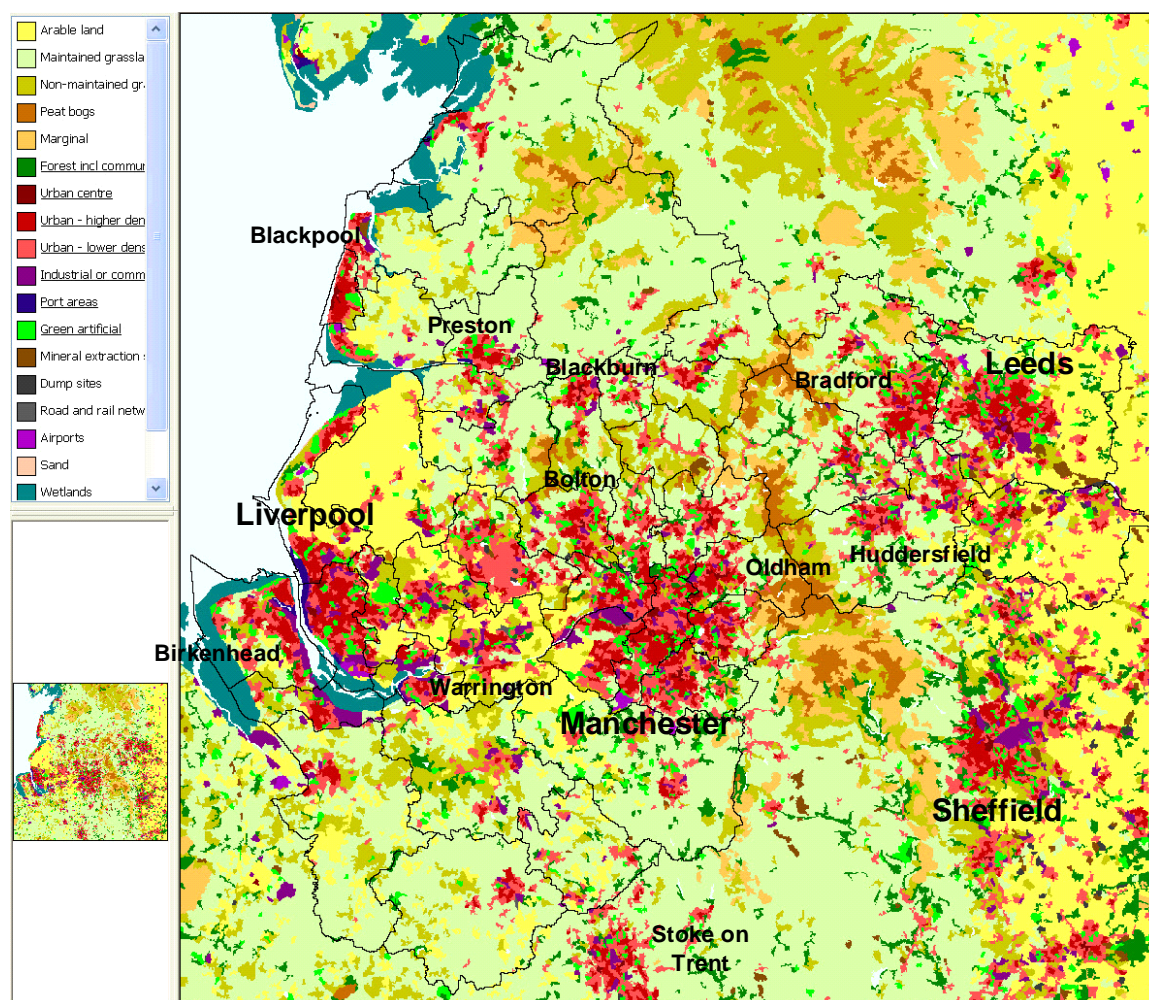 Arable land
Maintained grassla
Non-maintained gr
Peat bogs
Marginal
Forest incl commu
Urban centre
Urban - higher den
Urban - lower dens
Industrial or comm
Port areas
Green artificial
Mineral extraction
Dump sites
Road and rail netw
Airports
Sand
Wetlands
Blackpool
Preston
Blackburn
Bradford
Leeds
Bolton
Liverpool
Oldham
Huddersfield
Birkenhead
Warrington
Manchester
Sheffield
Stoke on
Trent